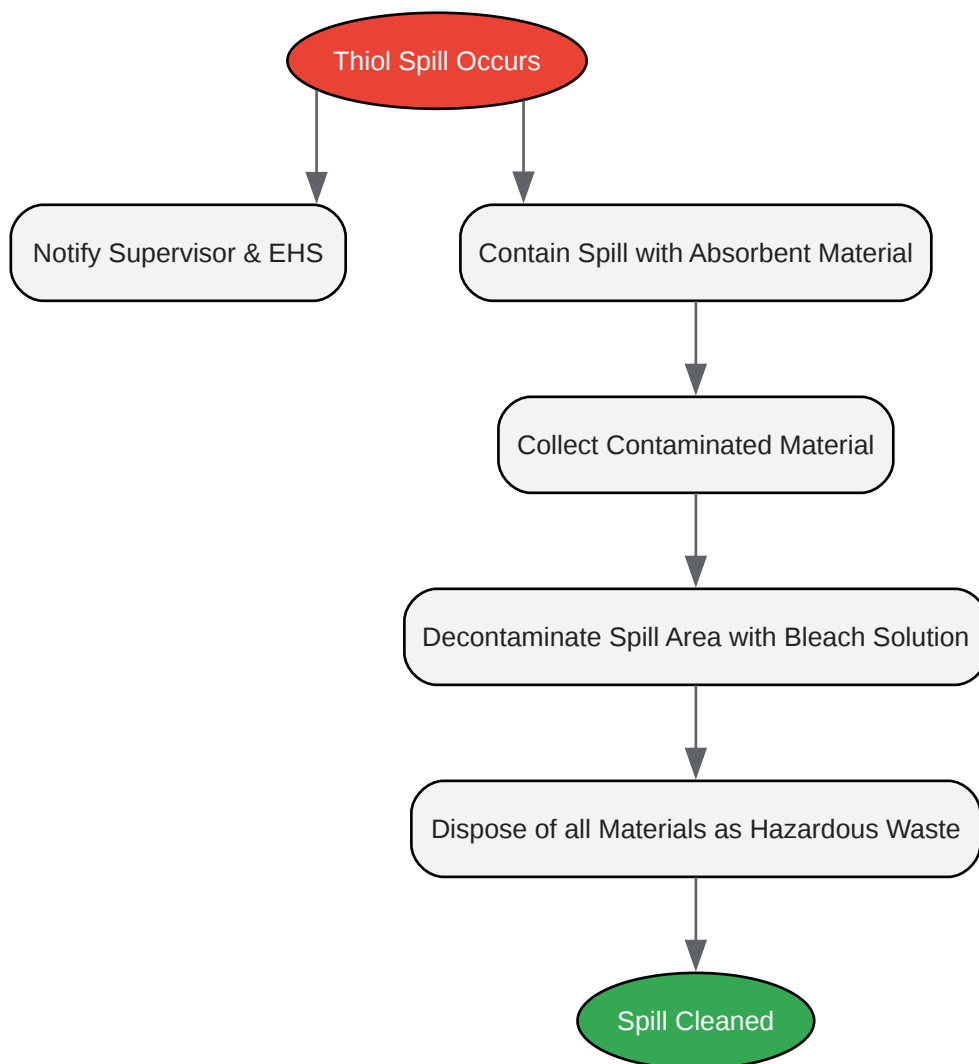 Thiol Spill Occurs
Notify Supervisor & EHS
Contain Spill with Absorbent Material
Collect Contaminated Material
Decontaminate Spill Area with Bleach Solution
Dispose of all Materials as Hazardous Waste
Spill Cleaned